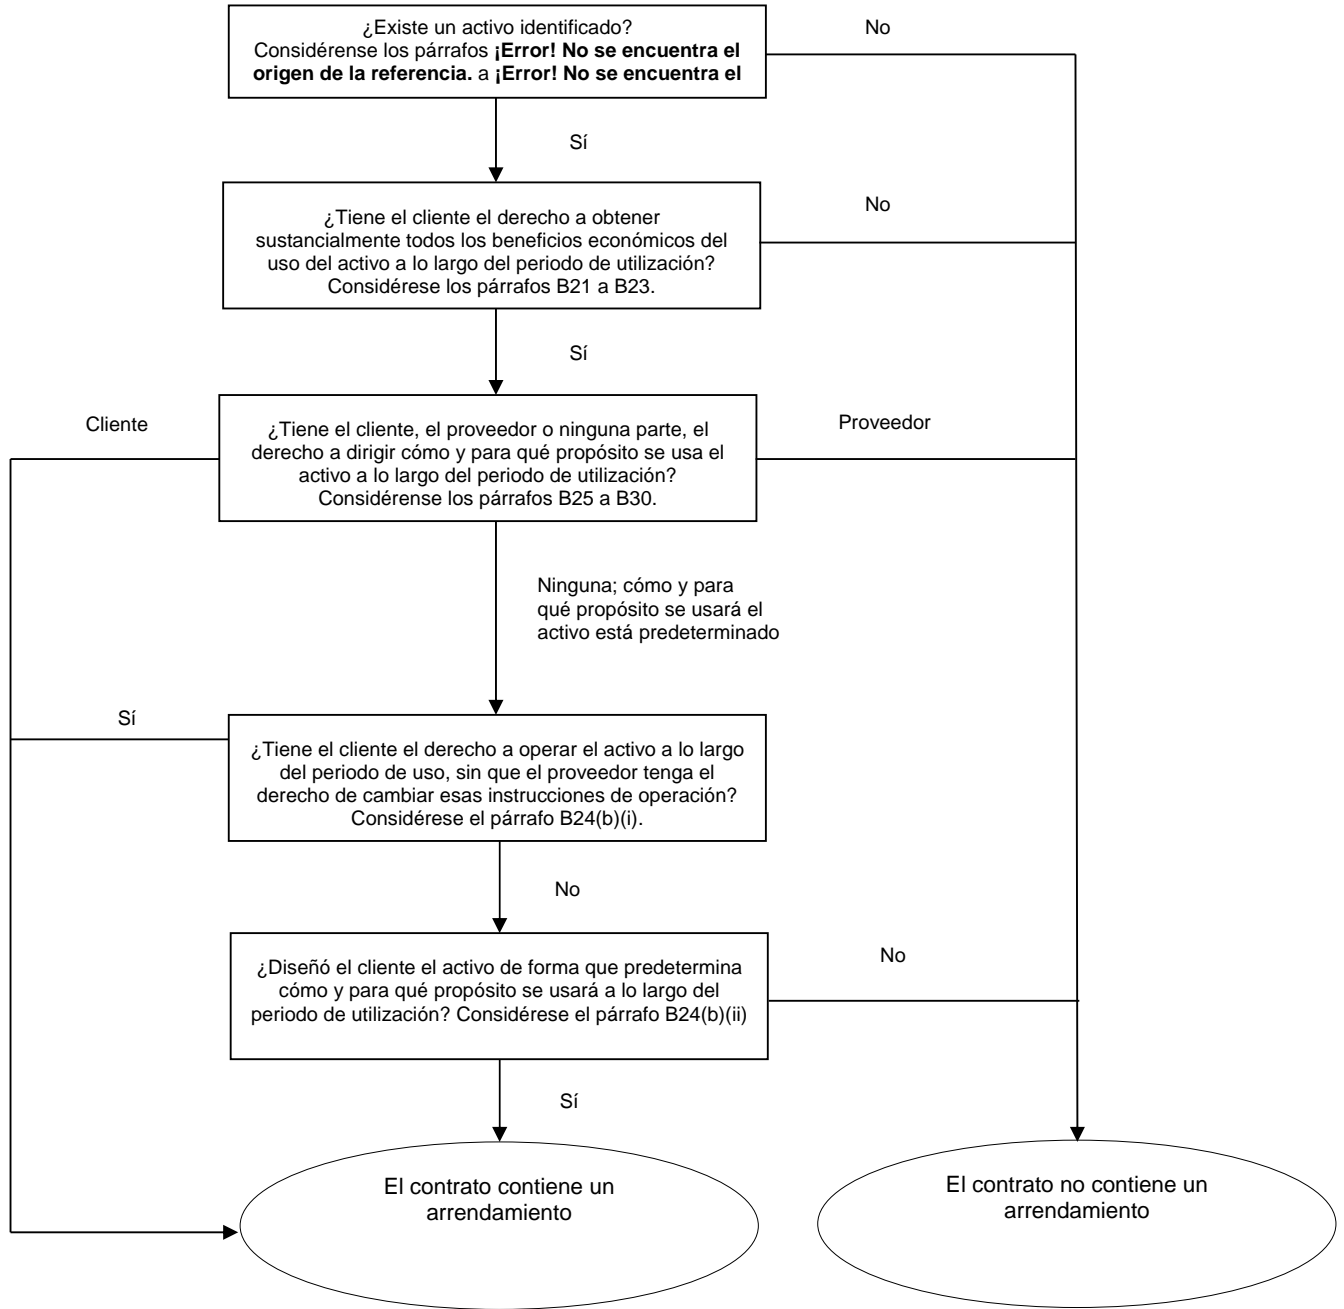 ¿Existe un activo identificado?
Considérense los párrafos ¡Error! No se encuentra el
origen de la referencia. a ¡Error! No se encuentra el
No
Sí
¿Tiene el cliente el derecho a obtener
sustancialmente todos los beneficios económicos del
uso del activo a lo largo del periodo de utilización?
Considérese los párrafos B21 a B23.
No
Sí
Cliente
¿Tiene el cliente, el proveedor o ninguna parte, el
derecho a dirigir cómo y para qué propósito se usa el
activo a lo largo del periodo de utilización?
Considérense los párrafos B25 a B30.
Proveedor
Ninguna; cómo y para
qué propósito se usará el
activo está predeterminado
Sí
¿Tiene el cliente el derecho a operar el activo a lo largo
del periodo de uso, sin que el proveedor tenga el
derecho de cambiar esas instrucciones de operación?
Considérese el párrafo B24(b)(i).
No
¿Diseñó el cliente el activo de forma que predetermina
cómo y para qué propósito se usará a lo largo del
periodo de utilización? Considérese el párrafo B24(b)(ii)
No
Sí
El contrato contiene un
arrendamiento
El contrato no contiene un
arrendamiento